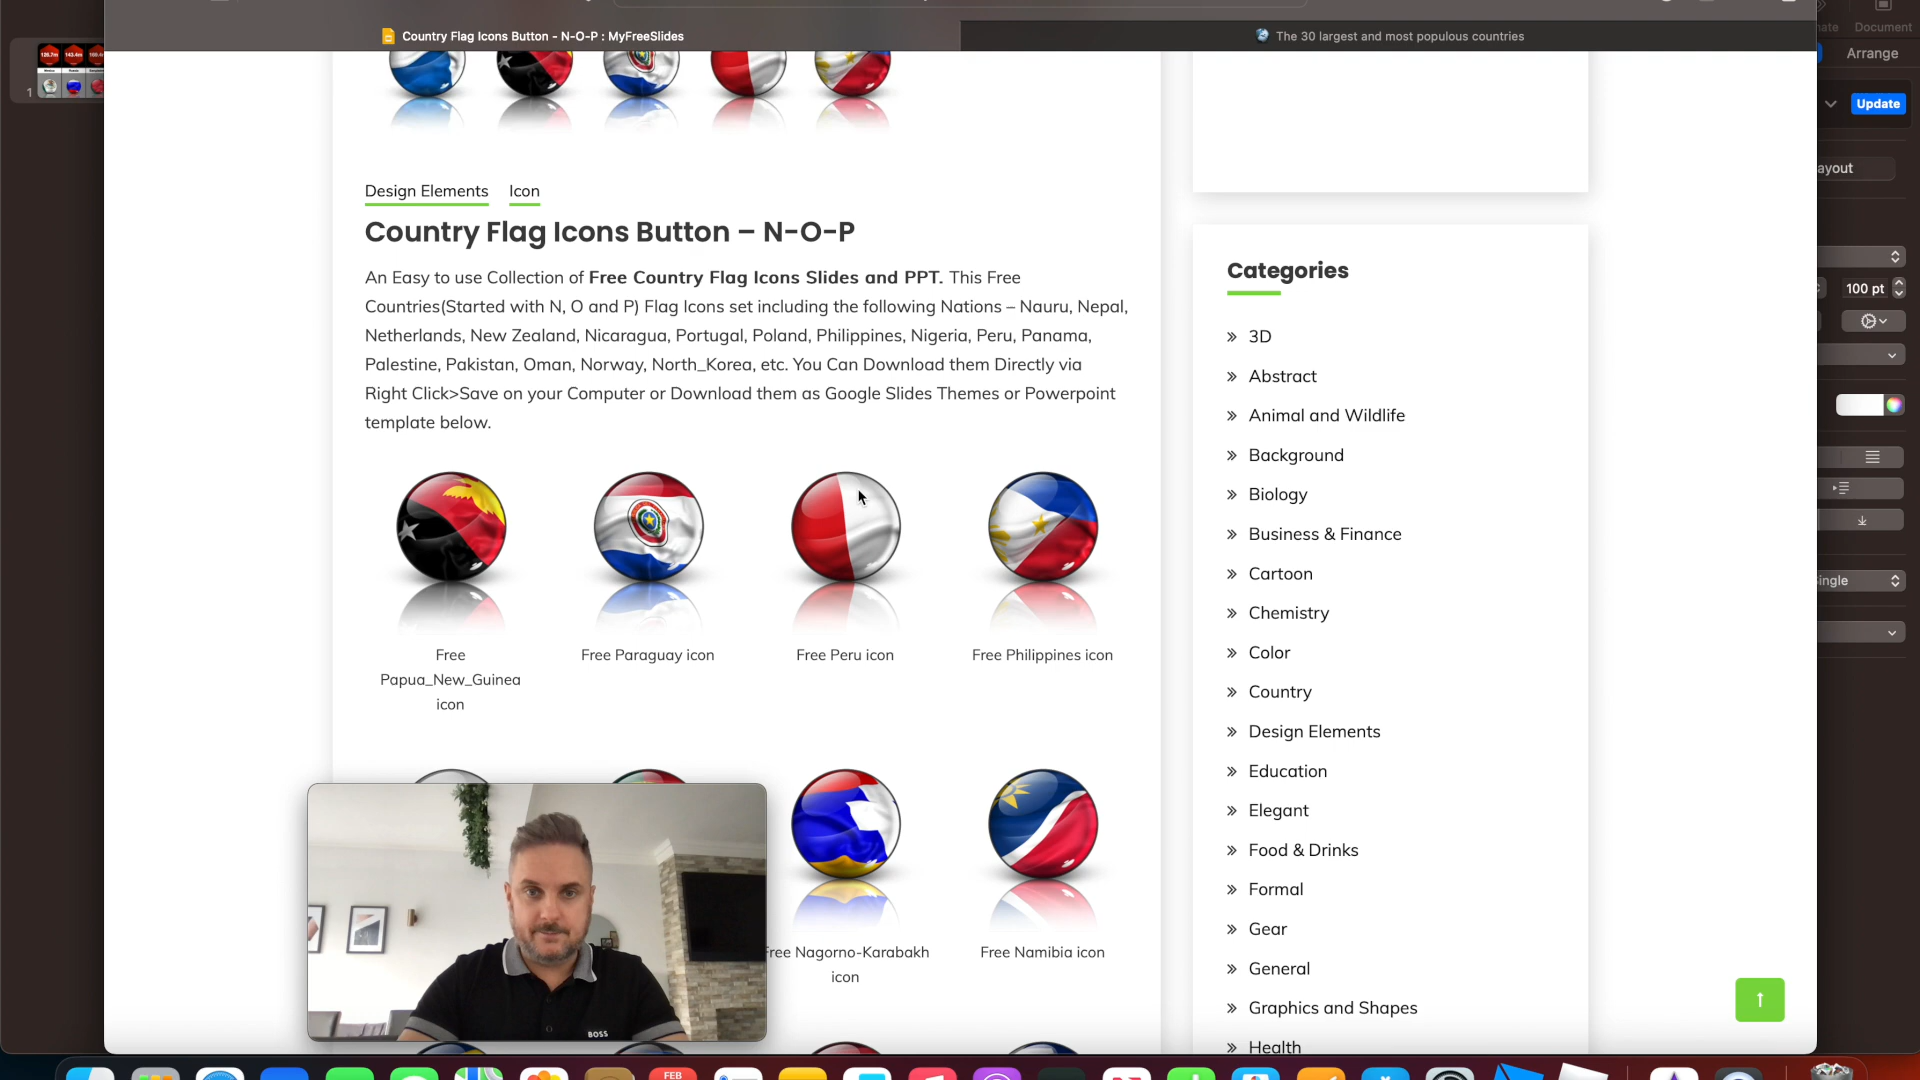 Country Flag Icons Button - N-O-P : MyFreeSlides
The 30 largest and most populous countries
Document
Arrange
1
Update
ayout
100 pt
ingle
Design Elements Icon
Country Flag Icons Button – N-O-P
An Easy to use Collection of Free Country Flag Icons Slides and PPT. This Free
Countries(Started with N, O and P) Flag Icons set including the following Nations – Nauru, Nepal,
Netherlands, New Zealand, Nicaragua, Portugal, Poland, Philippines, Nigeria, Peru, Panama,
Palestine, Pakistan, Oman, Norway, North_Korea, etc. You Can Download them Directly via
Right Click>Save on your Computer or Download them as Google Slides Themes or Powerpoint
template below.
Free
Papua_New_Guinea
icon
Free Paraguay icon
Free Peru icon
Free Philippines icon
Free Nagorno-Karabakh
icon
Free Namibia icon
Categories
3D
Abstract
Animal and Wildlife
Background
Biology
Business & Finance
Cartoon
Chemistry
Color
Country
Design Elements
Education
Elegant
Food & Drinks
Formal
Gear
General
Graphics and Shapes
Health
BOSS
FEB